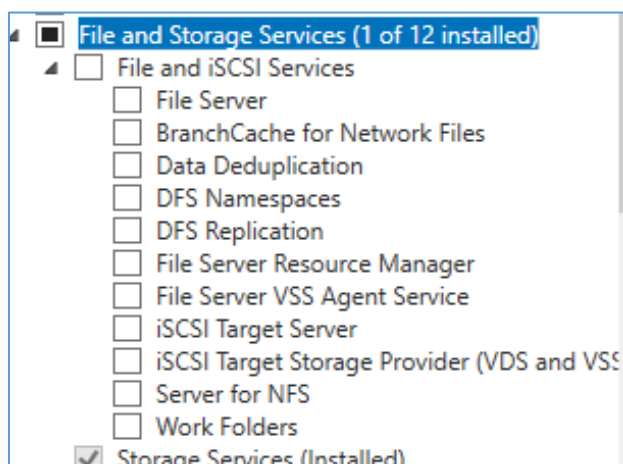 File and Storage Services (1 of 12 installed)
File and iSCSI Services
File Server
BranchCache for Network Files
Data Deduplication
DFS Namespaces
DFS Replication
File Server Resource Manager
File Server VSS Agent Service
iSCSI Target Server
iSCSI Target Storage Provider (VDS and VSS
Server for NFS
Work Folders
Storage Services (Installed)